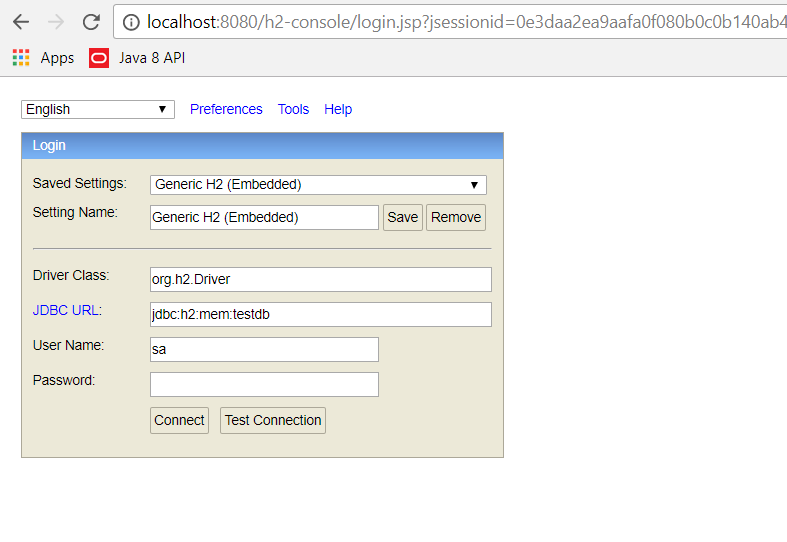 localhost:8080/h2-console/login.jsp?jsessionid=0e3daa2ea9aafa0f080b0c0b140ab4
Apps Java 8 API
English Preferences Tools Help
Login
Saved Settings: Generic H2 (Embedded)
Setting Name: Generic H2 (Embedded) Save Remove
Driver Class: org.h2.Driver
JDBC URL: jdbc:h2:mem:testdb
User Name: sa
Password:
Connect Test Connection